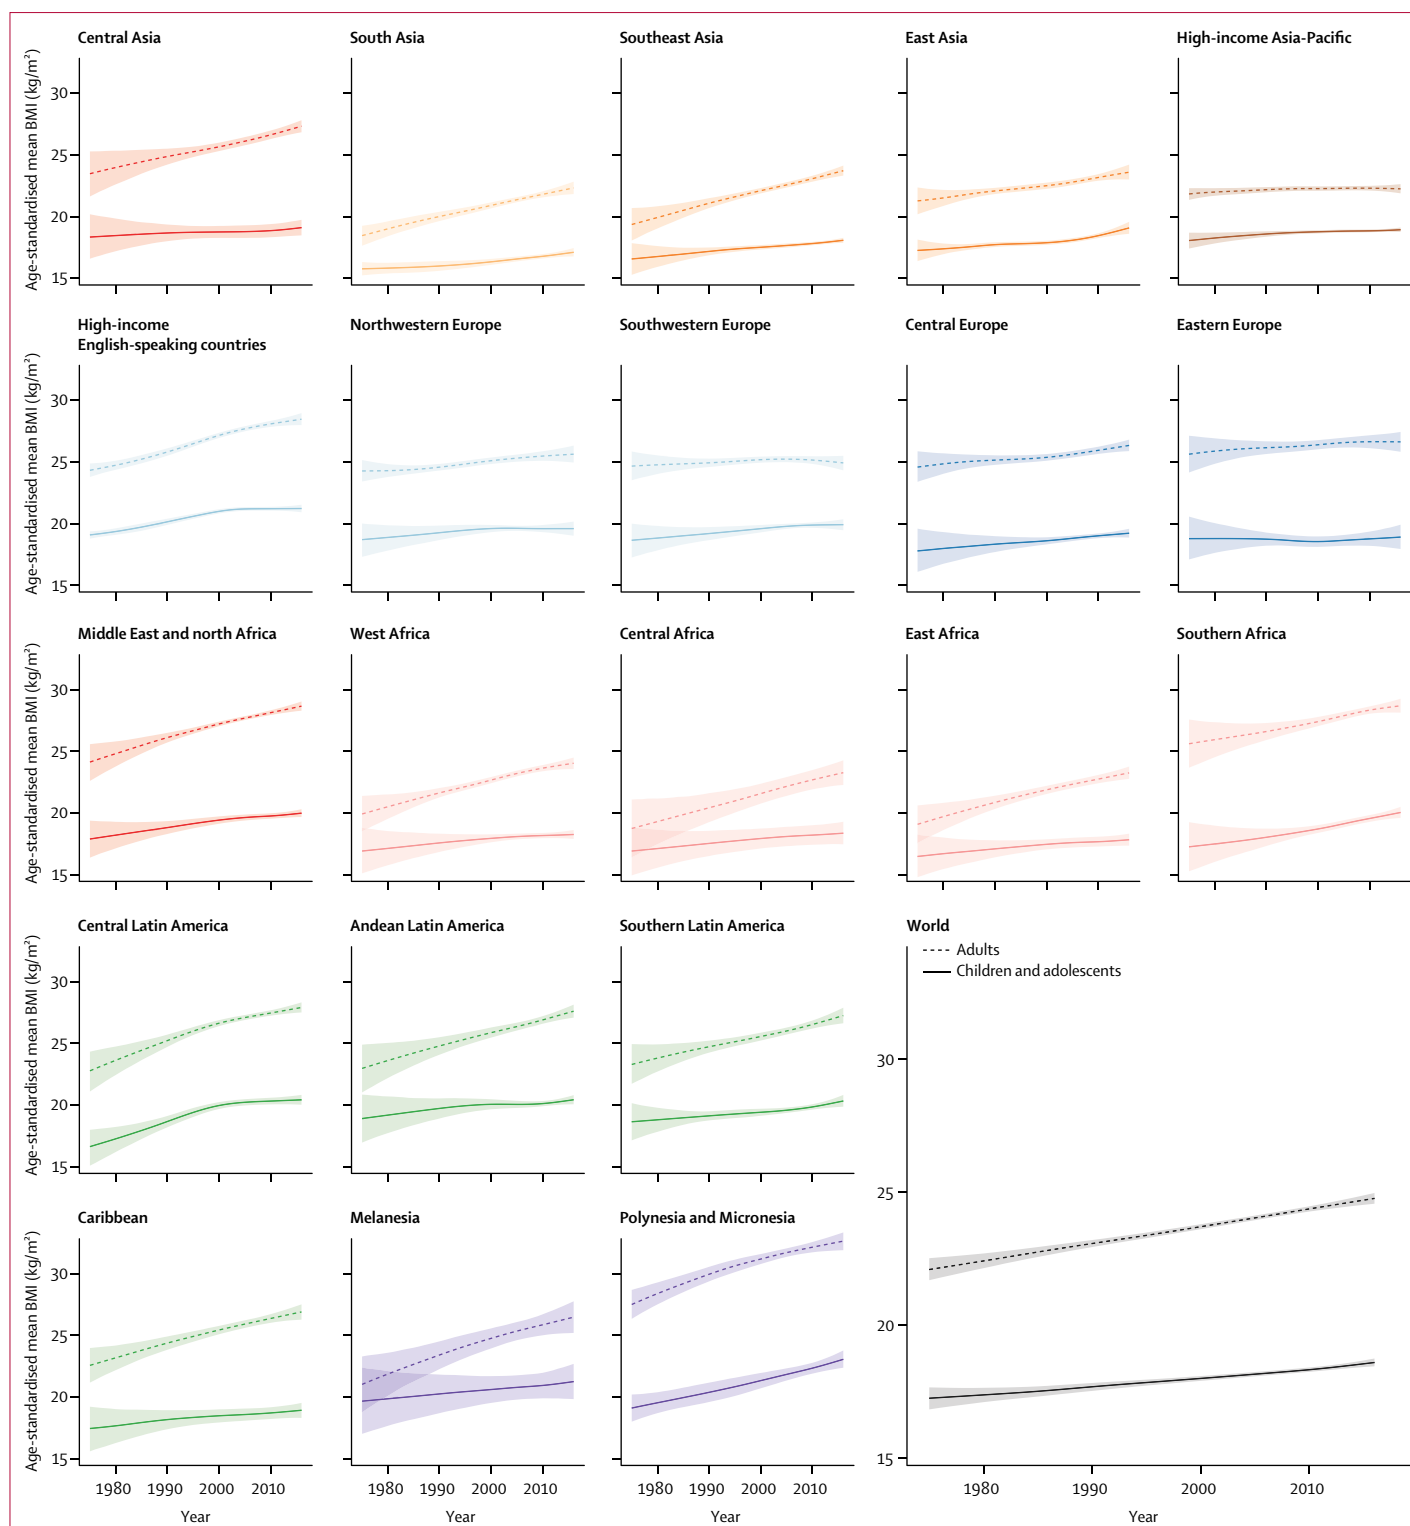 Central Asia
South Asia
Southeast Asia
East Asia
High-income Asia-Pacific
Age-standardised mean BMI (kg/m²)
30
25
20
15
High-income
English-speaking countries
Northwestern Europe
Southwestern Europe
Central Europe
Eastern Europe
Age-standardised mean BMI (kg/m²)
30
25
20
15
Middle East and north Africa
West Africa
Central Africa
East Africa
Southern Africa
Age-standardised mean BMI (kg/m²)
30
25
20
15
Central Latin America
Andean Latin America
Southern Latin America
Age-standardised mean BMI (kg/m²)
30
25
20
15
World
Adults
Children and adolescents
30
25
20
15
Caribbean
Melanesia
Polynesia and Micronesia
Age-standardised mean BMI (kg/m²)
30
25
20
15
1980 1990 2000 2010
Year
1980 1990 2000 2010
Year
1980 1990 2000 2010
Year
1980 1990 2000 2010
Year